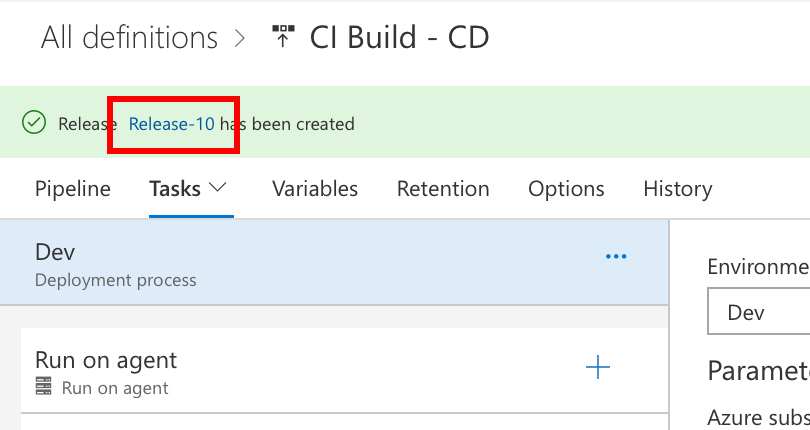 All definitions > CI Build - CD
Release Release-10 has been created
Pipeline Tasks Variables Retention Options History
Dev
Deployment process
Environme
Dev
Run on agent
Run on agent
Paramet
Azure subs